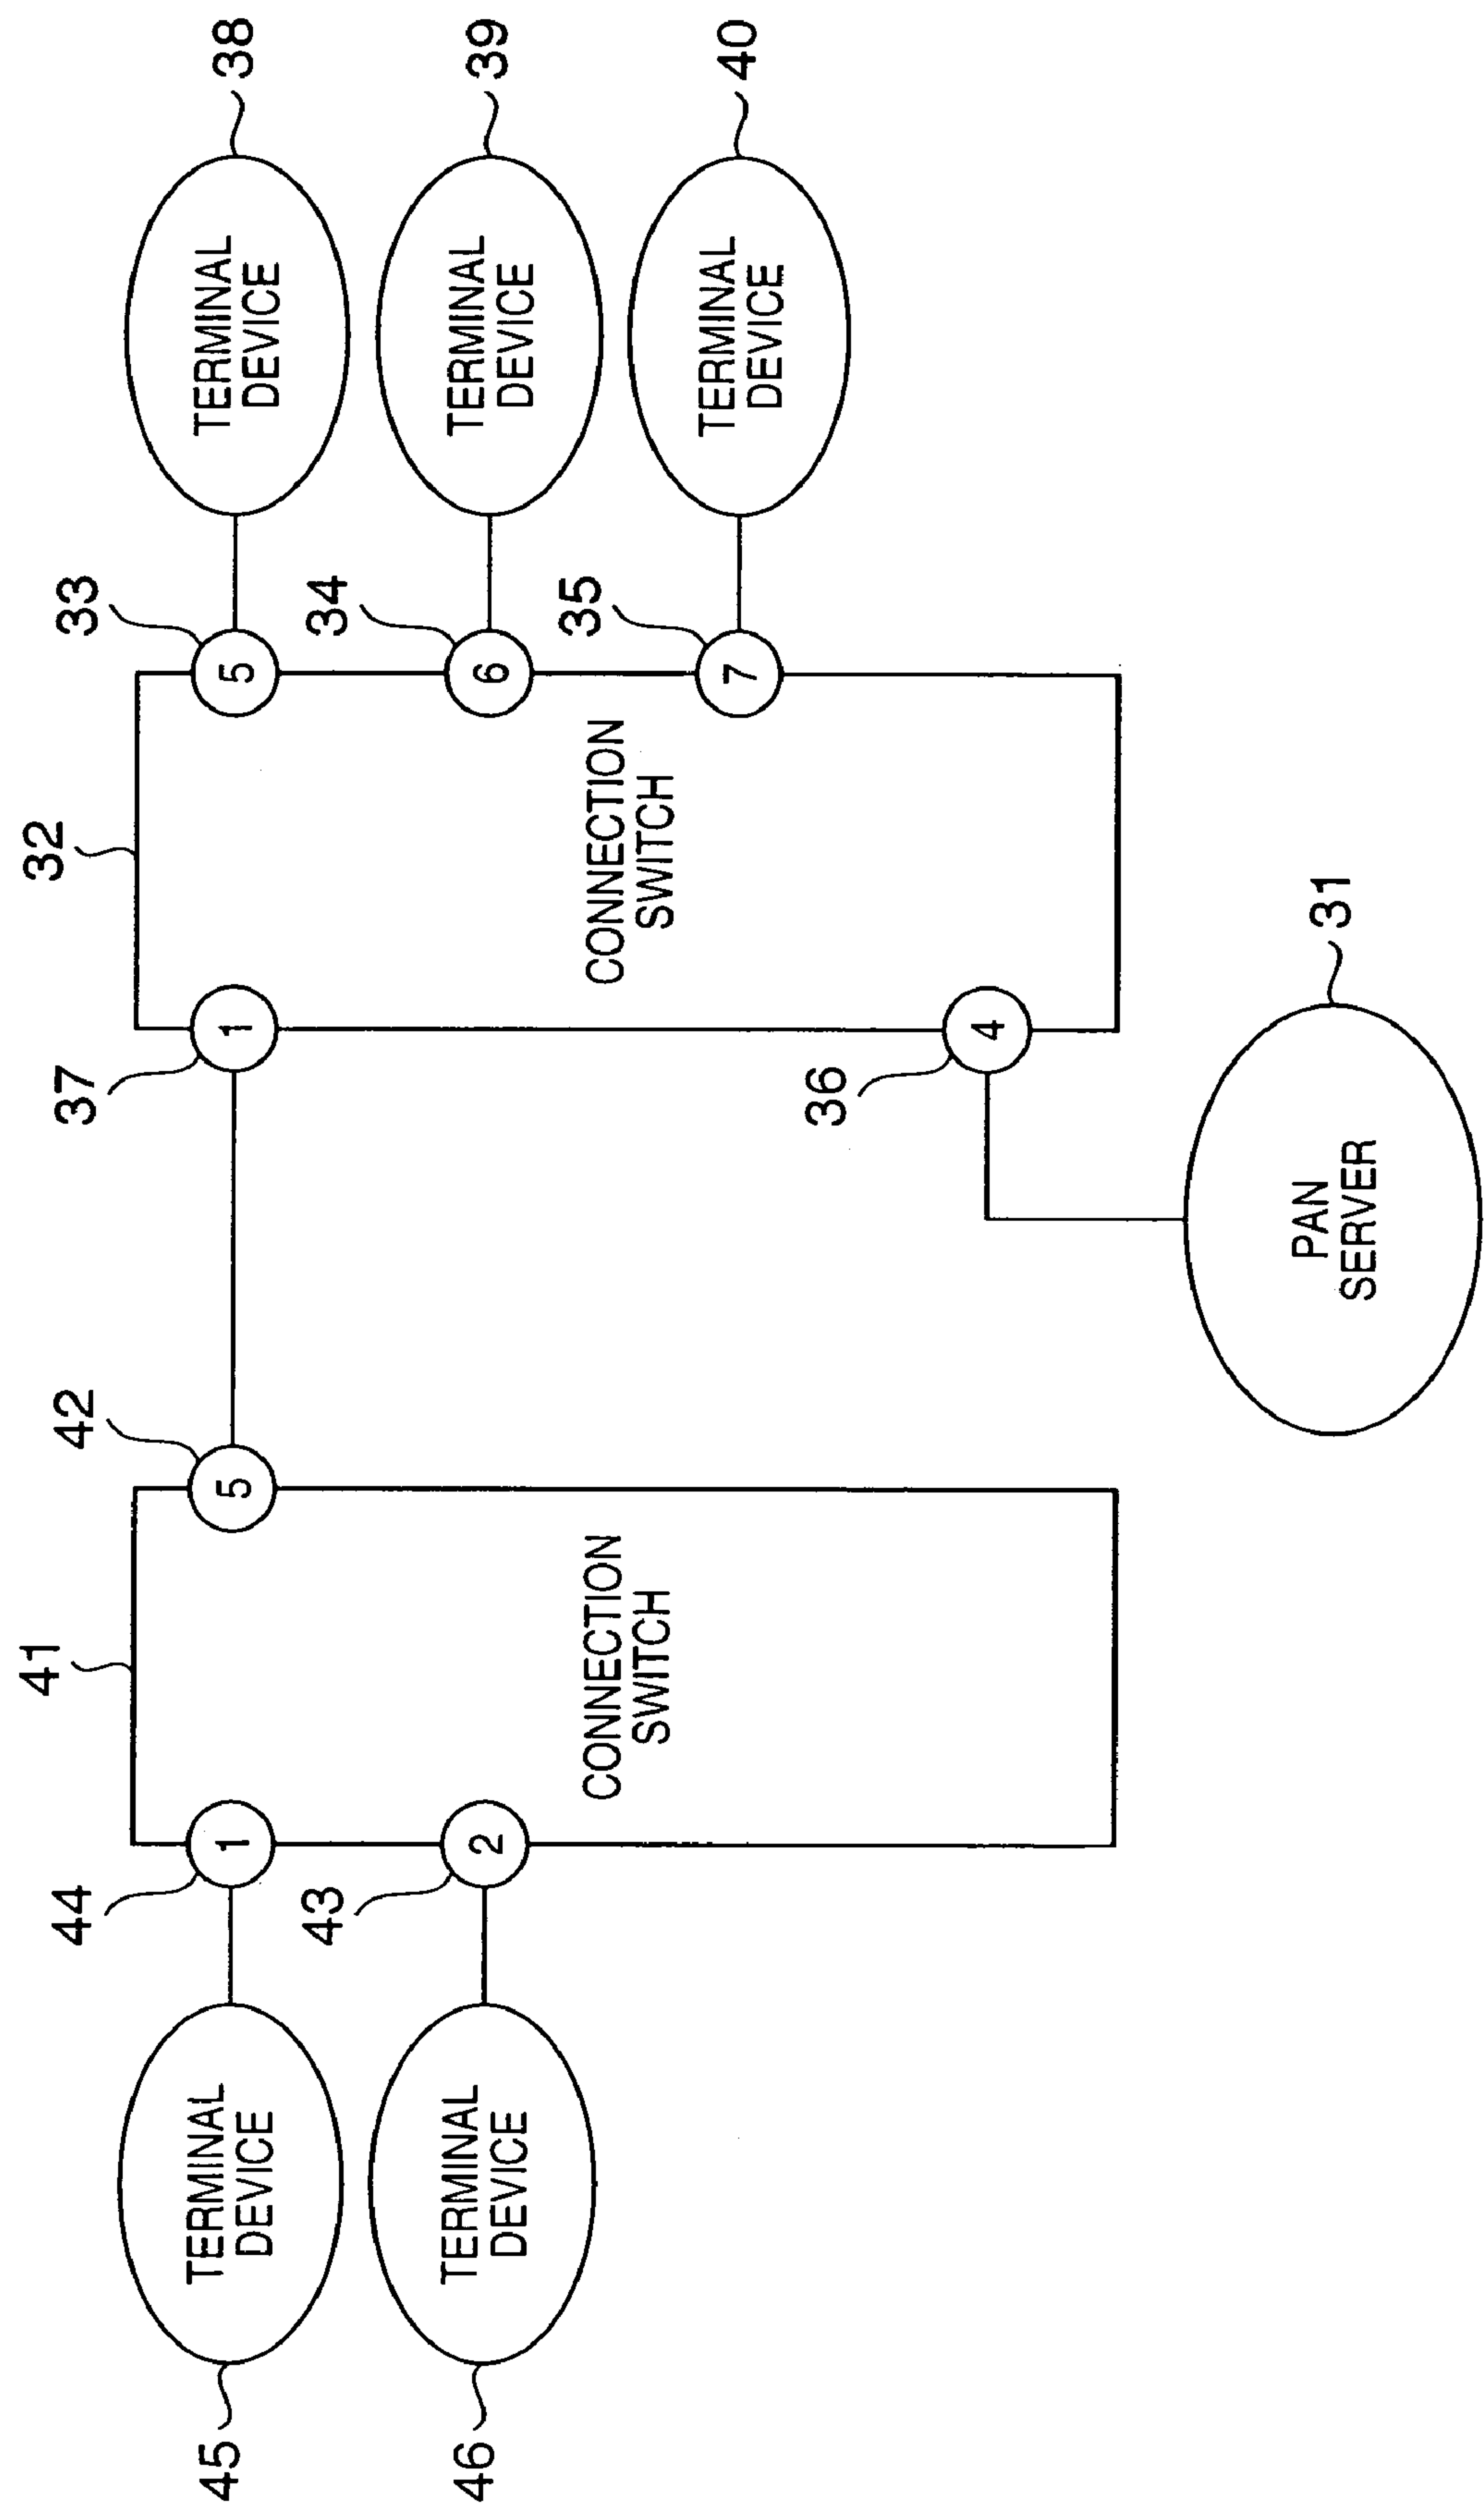 41
32
44
42
37
33
45
TERMINAL
DEVICE
1
5
1
5
TERMINAL
DEVICE
38
43
34
46
TERMINAL
DEVICE
2
6
TERMINAL
DEVICE
39
CONNECTION
SWITCH
CONNECTION
SWITCH
35
7
TERMINAL
DEVICE
40
36
4
PAN
SERVER
31